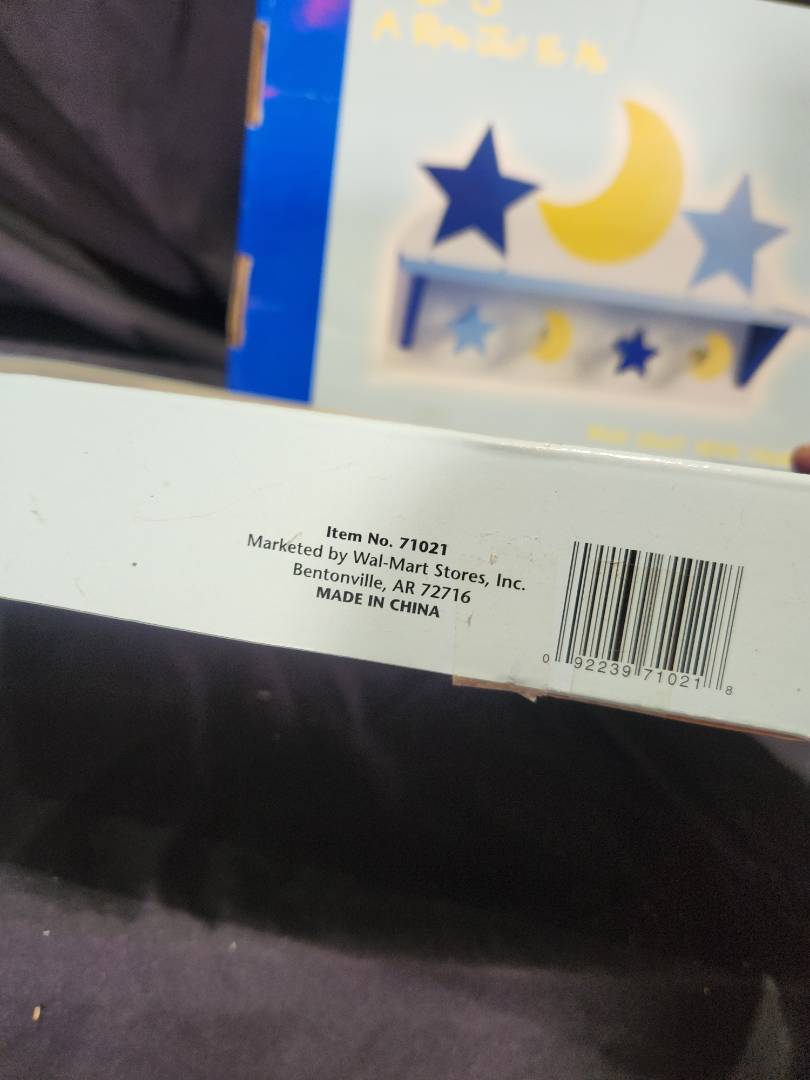 Item No. 71021
Marketed by Wal-Mart Stores, Inc.
Bentonville, AR 72716
MADE IN CHINA
0 92239 71021 8